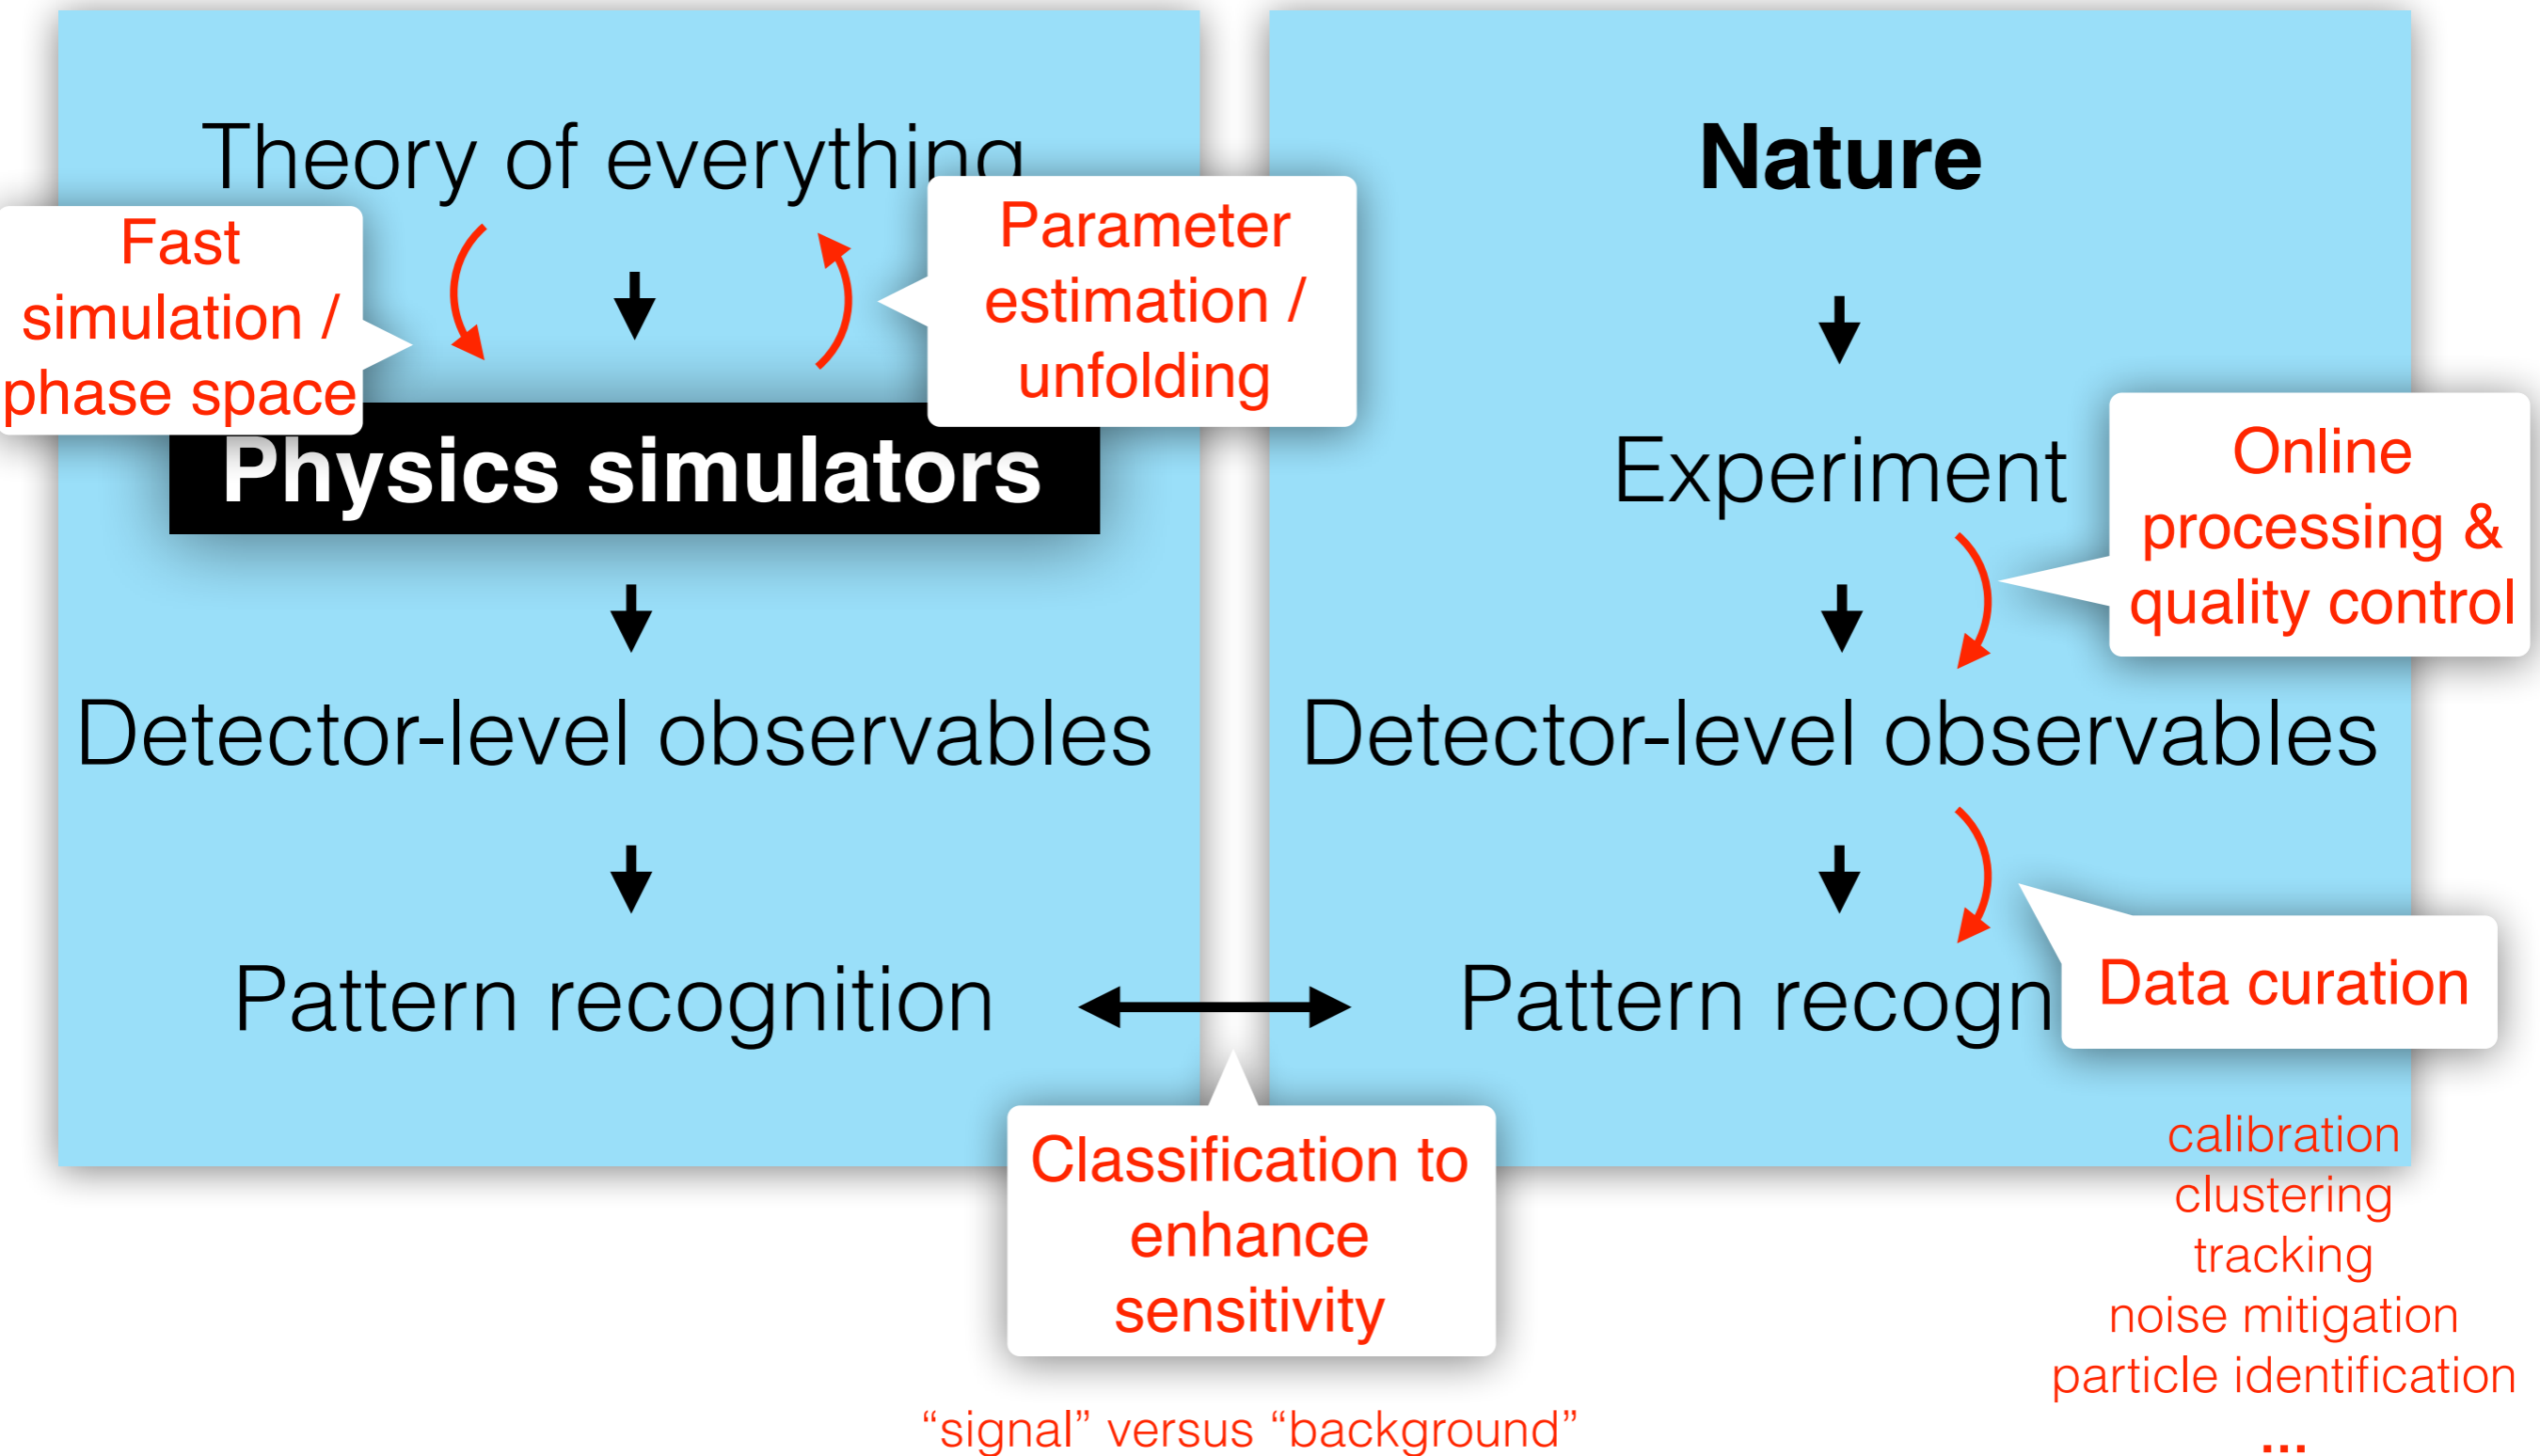 Theory of everything
Fast
simulation /
phase space
Parameter
estimation /
unfolding
Physics simulators
Detector-level observables
Pattern recognition
Nature
Experiment
Online
processing &
quality control
Detector-level observables
Pattern recogn
Data curation
Classification to
enhance
sensitivity
“signal” versus “background”
calibration
clustering
tracking
noise mitigation
particle identification
...